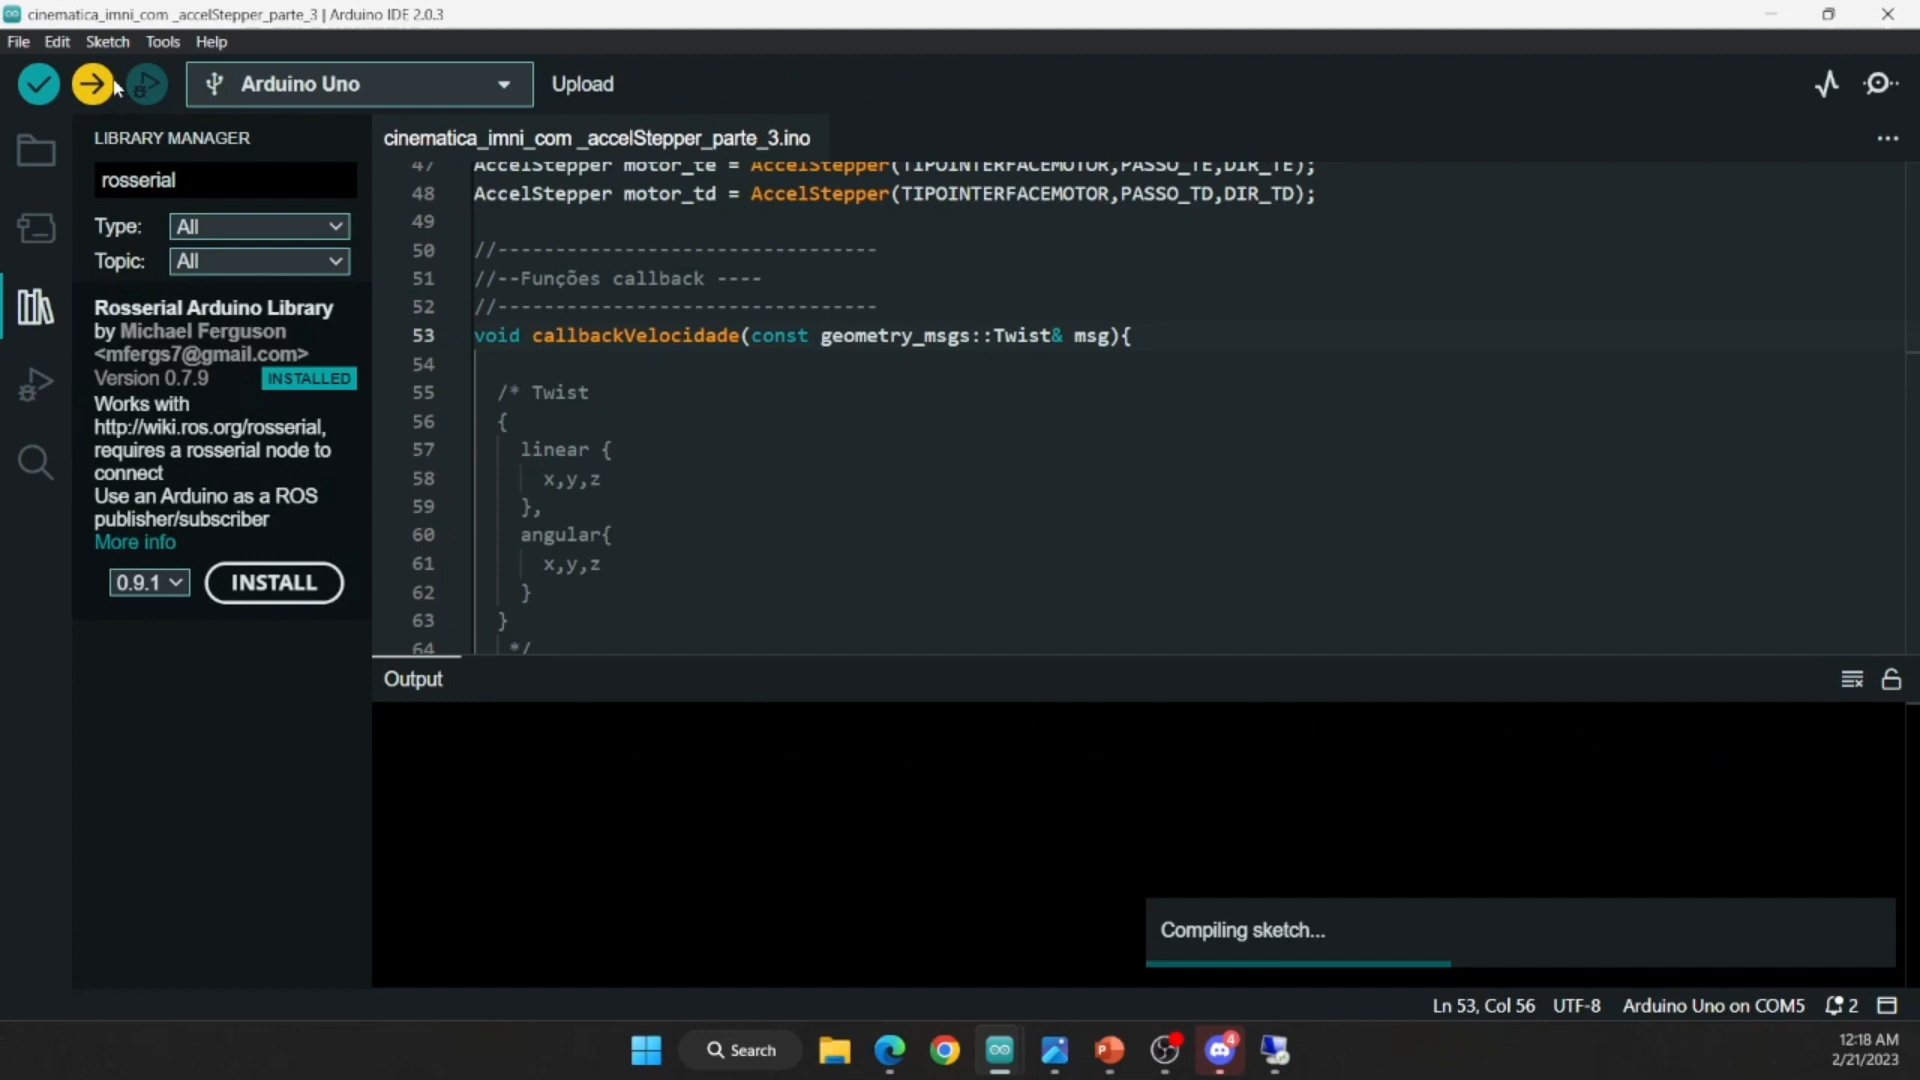 cinematica_imni_com _accelStepper_parte_3 | Arduino IDE 2.0.3
File Edit Sketch Tools Help
Arduino Uno
Upload
LIBRARY MANAGER
rosserial
Type: All
Topic: All
Rosserial Arduino Library
by Michael Ferguson
<mfergs7@gmail.com>
Version 0.7.9 INSTALLED
Works with
http://wiki.ros.org/rosserial,
requires a rosserial node to
connect
Use an Arduino as a ROS
publisher/subscriber
More info
0.9.1 INSTALL
cinematica_imni_com _accelStepper_parte_3.ino
47 AccelStepper motor_te = AccelStepper(TIPOINTERFACEMOTOR,PASSO_TE,DIR_TE);
48 AccelStepper motor_td = AccelStepper(TIPOINTERFACEMOTOR,PASSO_TD,DIR_TD);
49
50 //---------------------------------
51 //--Funções callback ----
52 //---------------------------------
53 void callbackVelocidade(const geometry_msgs::Twist& msg){
54
55 /* Twist
56 {
57 linear {
58 x,y,z
59 },
60 angular{
61 x,y,z
62 }
63 }
64 */
Output
Compiling sketch...
Ln 53, Col 56 UTF-8 Arduino Uno on COM5 2
Search
4
12:18 AM
2/21/2023